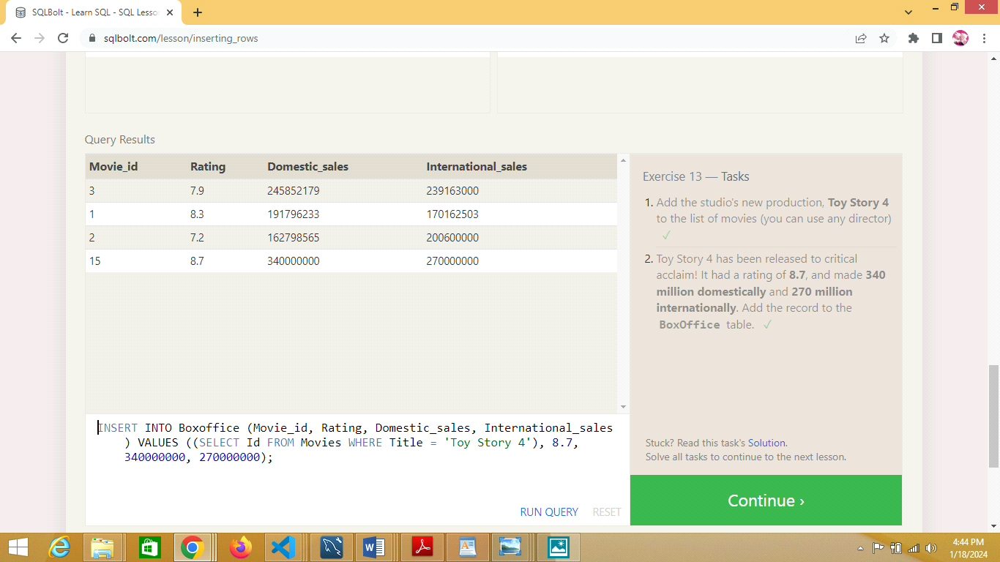 SQLBolt - Learn SQL - SQL Lesson
sqlbolt.com/lesson/inserting_rows
Query Results
Movie_id Rating Domestic_sales International_sales
3 7.9 245852179 239163000
1 8.3 191796233 170162503
2 7.2 162798565 200600000
15 8.7 340000000 270000000
Exercise 13 — Tasks
1. Add the studio's new production, Toy Story 4
to the list of movies (you can use any director)
✓
2. Toy Story 4 has been released to critical
acclaim! It had a rating of 8.7, and made 340
million domestically and 270 million
internationally. Add the record to the
BoxOffice table. ✓
INSERT INTO Boxoffice (Movie_id, Rating, Domestic_sales, International_sales
) VALUES ((SELECT Id FROM Movies WHERE Title = 'Toy Story 4'), 8.7,
340000000, 270000000);
Stuck? Read this task's Solution.
Solve all tasks to continue to the next lesson.
RUN QUERY RESET
Continue ›
4:44 PM
1/18/2024